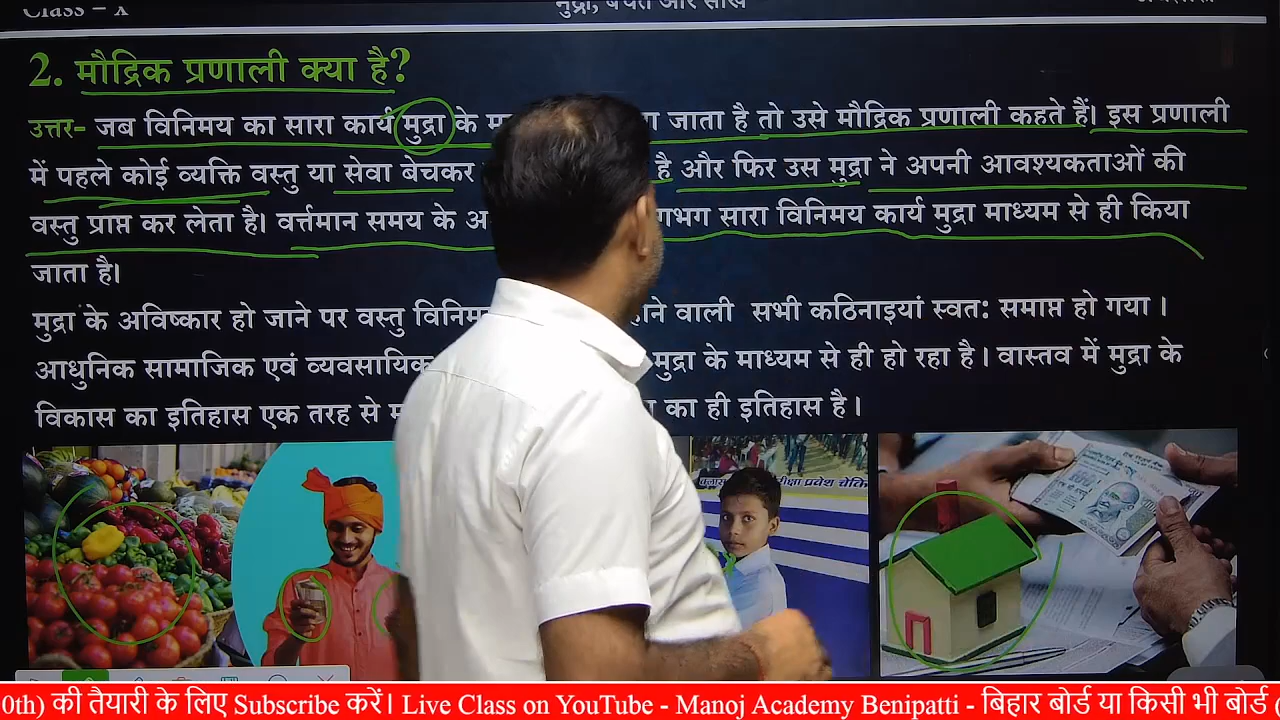 Class – X मुद्रा, बचत और साख
2. मौद्रिक प्रणाली क्या है?
उत्तर- जब विनिमय का सारा कार्य मुद्रा के जाता है तो उसे मौद्रिक प्रणाली कहते हैं। इस प्रणाली
में पहले कोई व्यक्ति वस्तु या सेवा बेचकर है और फिर उस मुद्रा ने अपनी आवश्यकताओं की
वस्तु प्राप्त कर लेता है। वर्त्तमान समय के सारा विनिमय कार्य मुद्रा माध्यम से ही किया
जाता है।
मुद्रा के अविष्कार हो जाने पर वस्तु वाली सभी कठिनाइयां स्वत: समाप्त हो गया ।
आधुनिक सामाजिक एवं मुद्रा के माध्यम से ही हो रहा है । वास्तव में मुद्रा के
विकास का इतिहास एक तरह से का ही इतिहास है ।
0th) की तैयारी के लिए Subscribe करें। Live Class on YouTube - Manoj Academy Benipatti - बिहार बोर्ड या किसी भी बोर्ड (